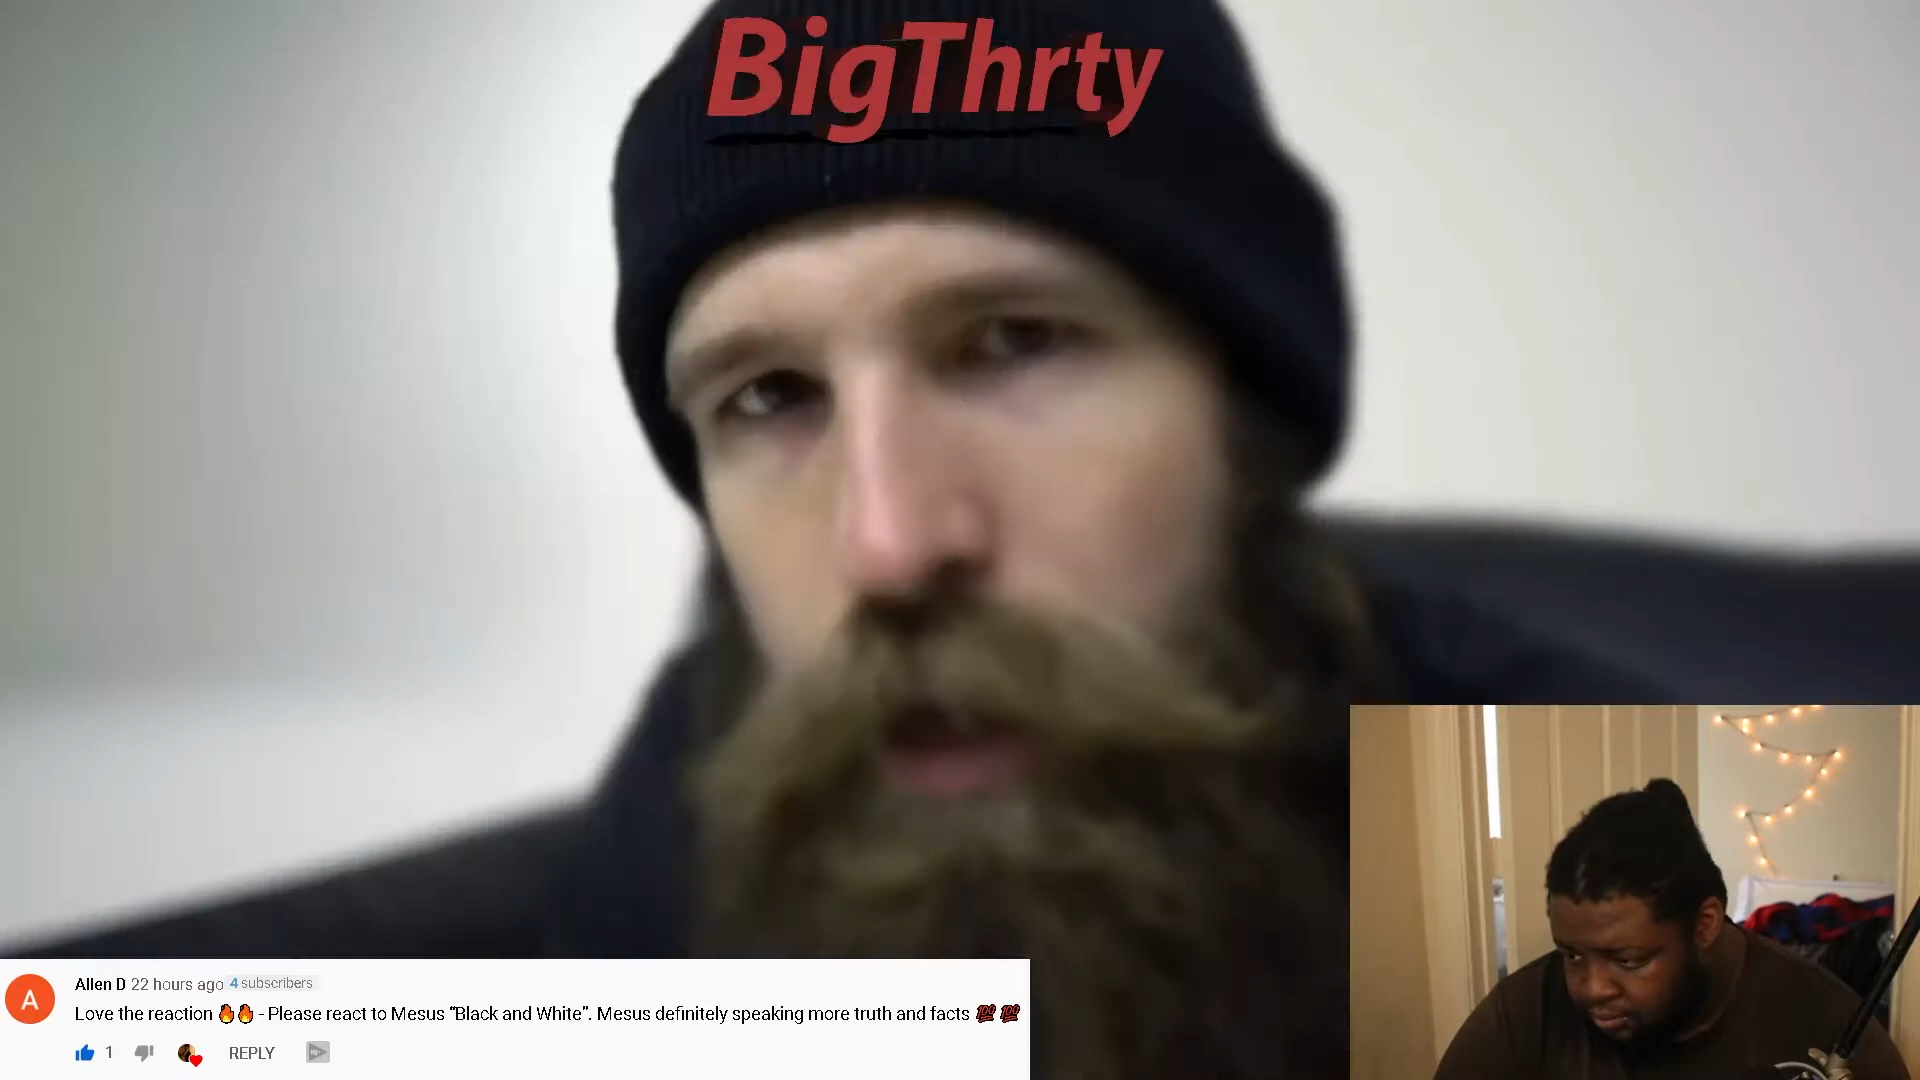 BigThrty
Allen D 22 hours ago 4 subscribers
Love the reaction 🔥🔥 - Please react to Mesus “Black and White”. Mesus definitely speaking more truth and facts 💯 💯
1 REPLY
A